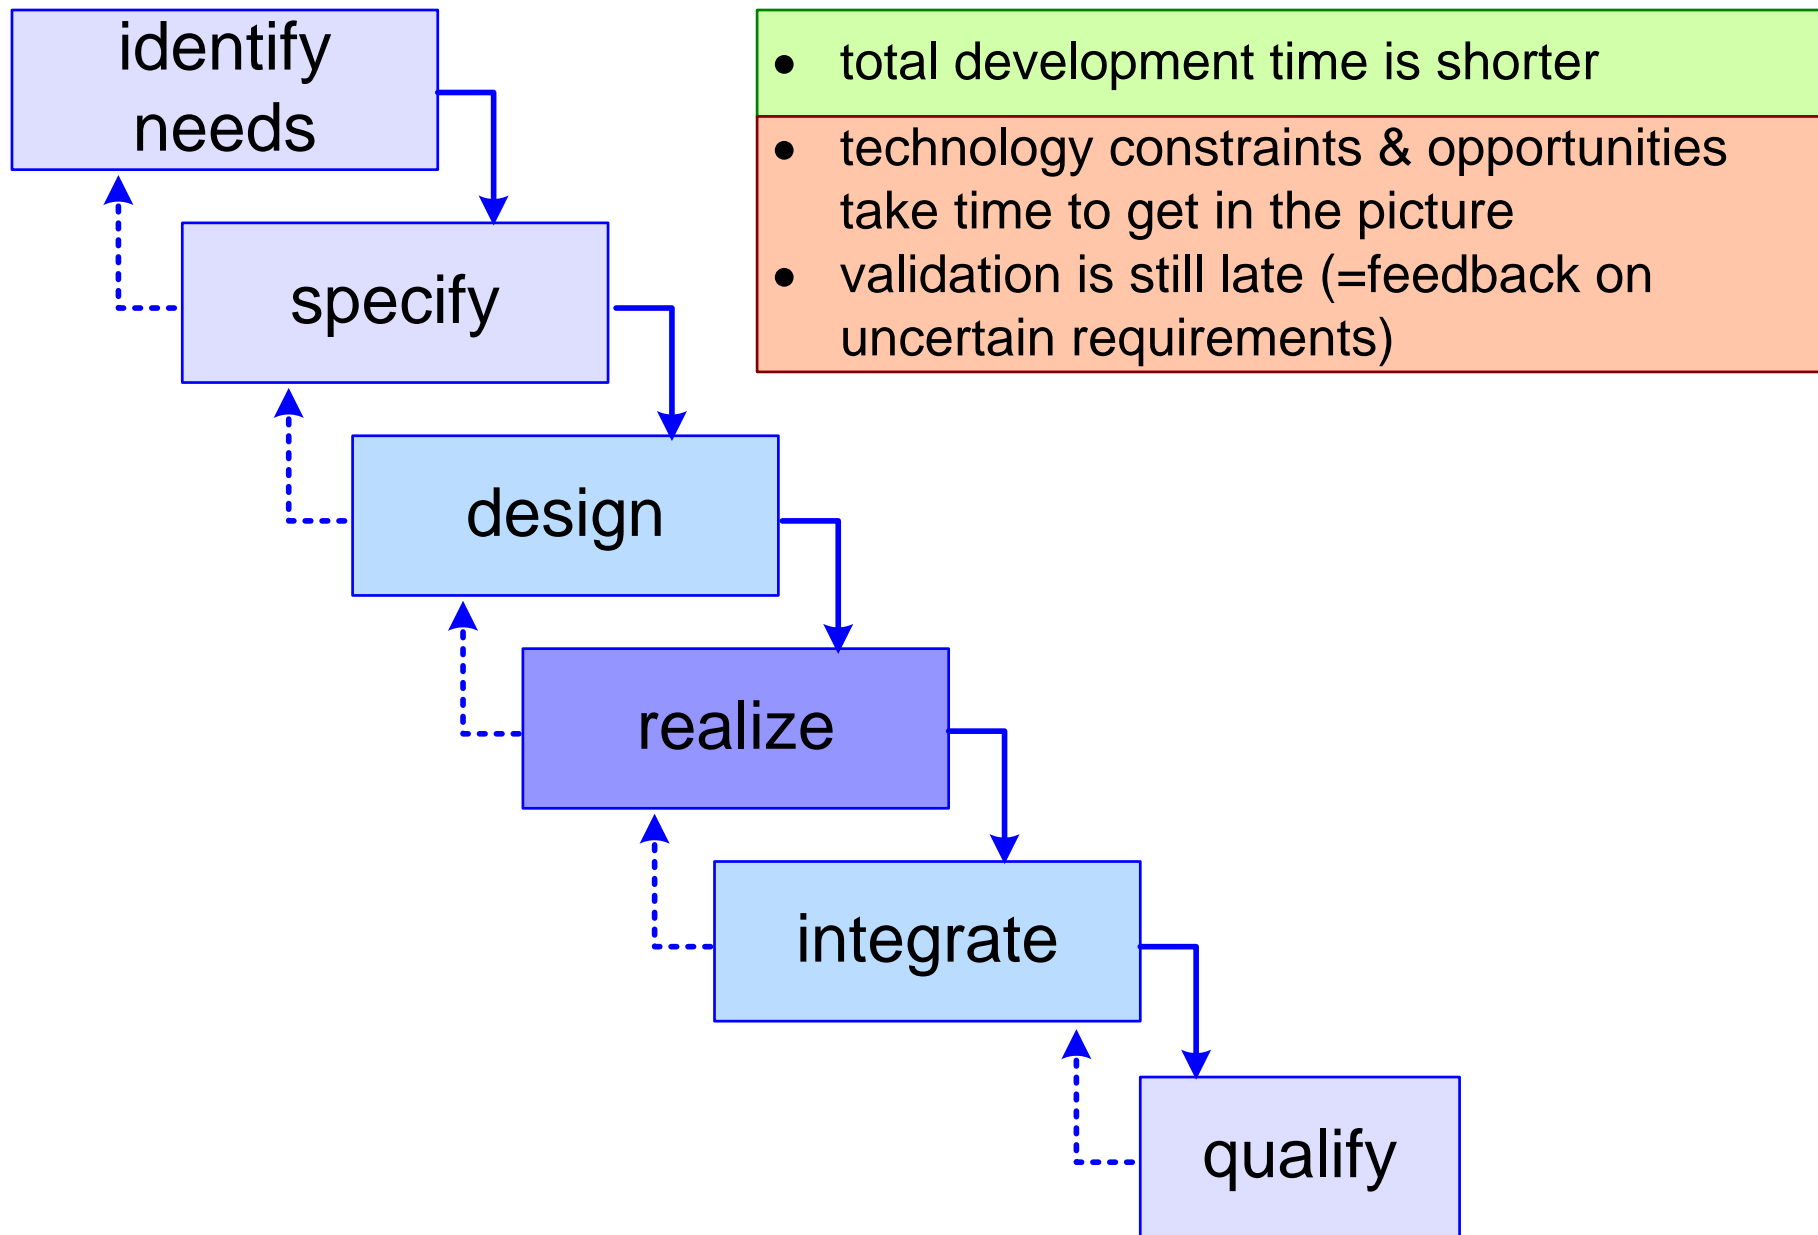 identify
needs
• total development time is shorter
• technology constraints & opportunities
take time to get in the picture
• validation is still late (=feedback on
uncertain requirements)
specify
design
realize
integrate
qualify